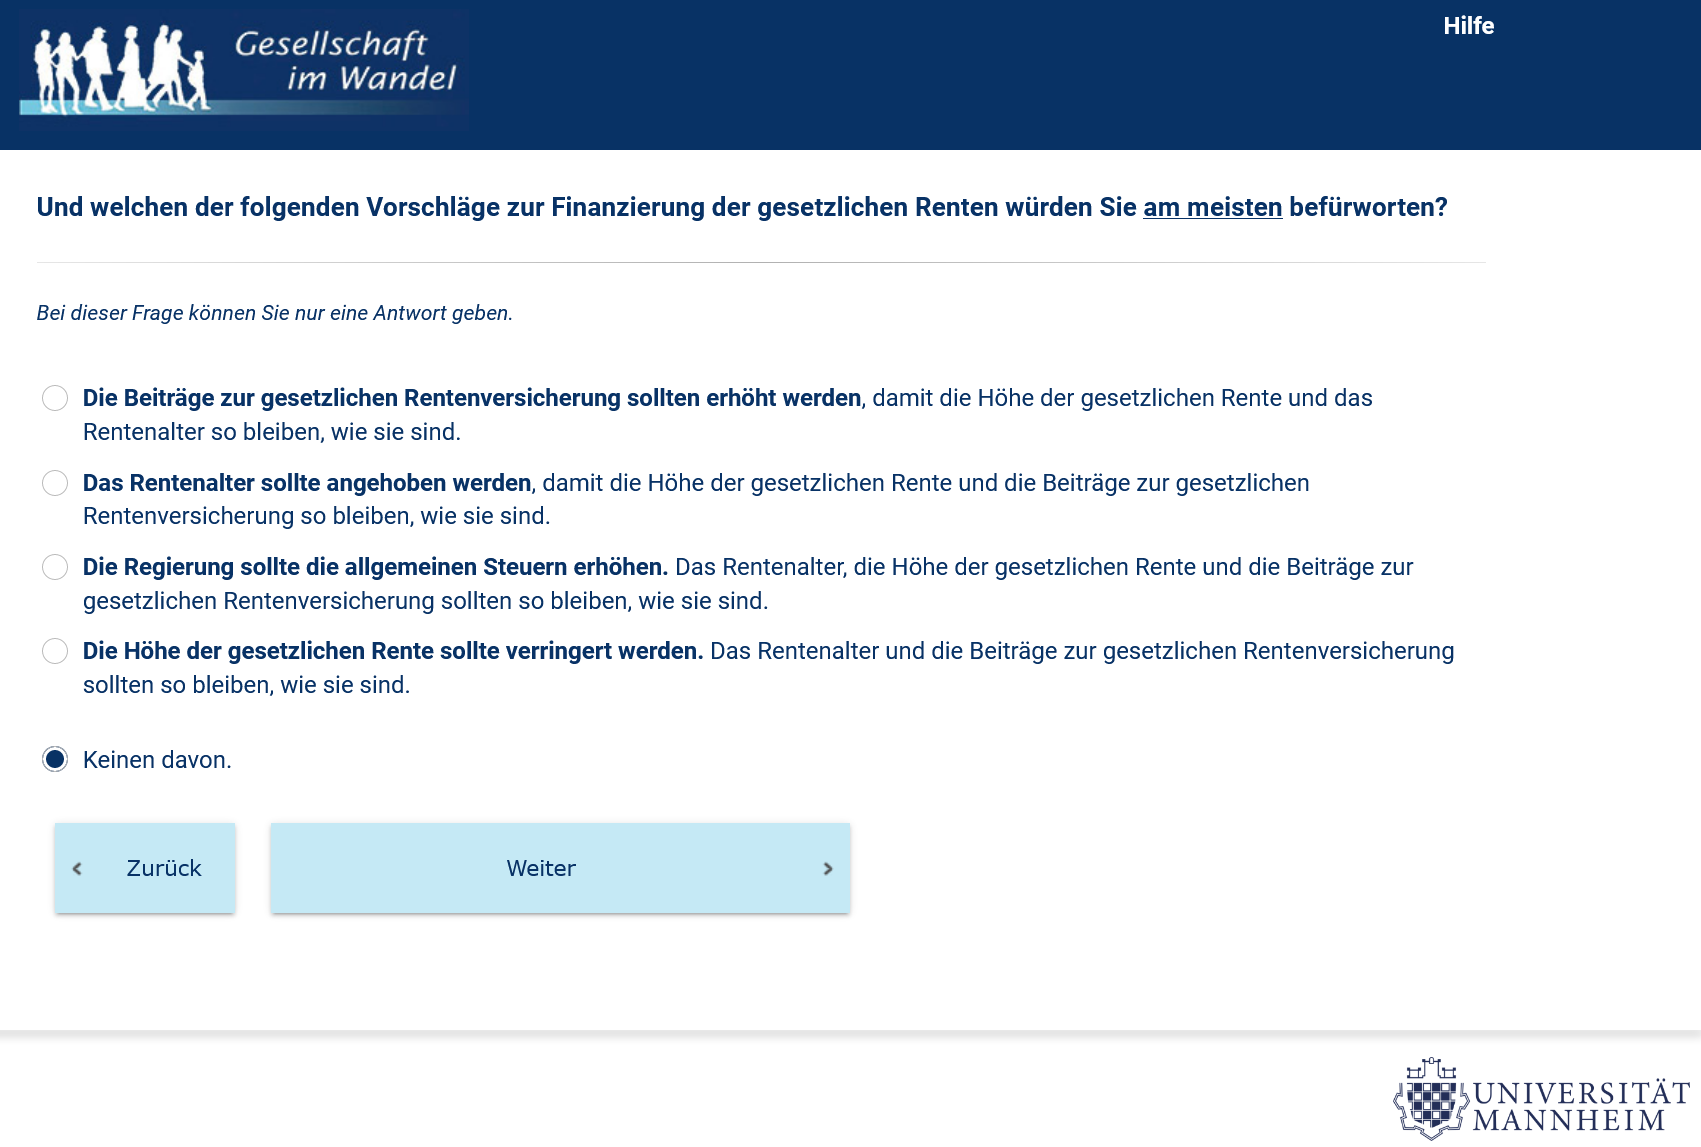 Gesellschaft
im Wandel
Hilfe
Und welchen der folgenden Vorschläge zur Finanzierung der gesetzlichen Renten würden Sie am meisten befürworten?
Bei dieser Frage können Sie nur eine Antwort geben.
Die Beiträge zur gesetzlichen Rentenversicherung sollten erhöht werden, damit die Höhe der gesetzlichen Rente und das
Rentenalter so bleiben, wie sie sind.
Das Rentenalter sollte angehoben werden, damit die Höhe der gesetzlichen Rente und die Beiträge zur gesetzlichen
Rentenversicherung so bleiben, wie sie sind.
Die Regierung sollte die allgemeinen Steuern erhöhen. Das Rentenalter, die Höhe der gesetzlichen Rente und die Beiträge zur
gesetzlichen Rentenversicherung sollten so bleiben, wie sie sind.
Die Höhe der gesetzlichen Rente sollte verringert werden. Das Rentenalter und die Beiträge zur gesetzlichen Rentenversicherung
sollten so bleiben, wie sie sind.
Keinen davon.
Zurück
Weiter
UNIVERSITÄT
MANNHEIM